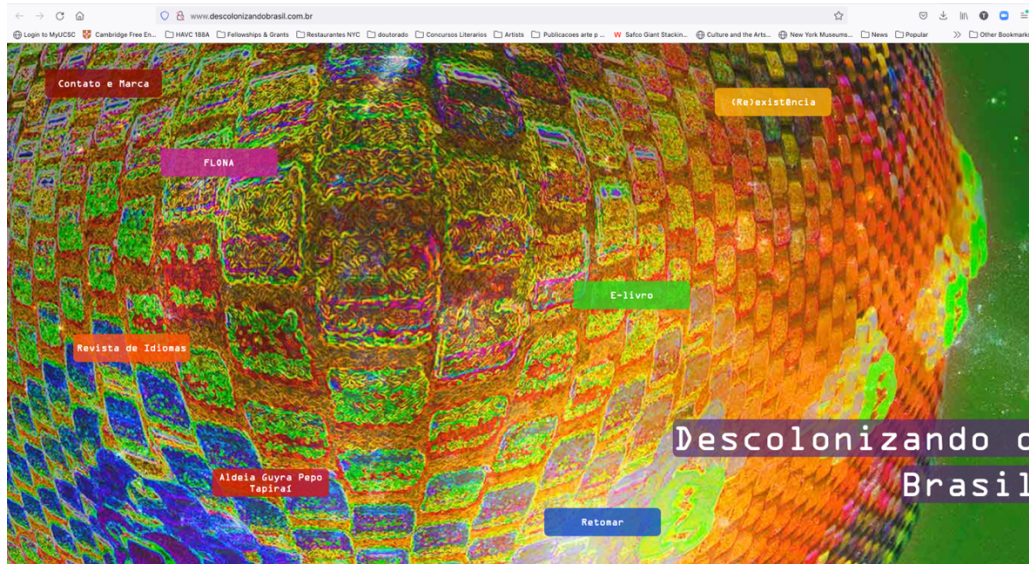 www.descolonizandobrasil.com.br
Login to MyUCSC Cambridge Free En... HAVC 188A Fellowships & Grants Restaurantes NYC doutorado Concursos Literarios Artists Publicacoes arte p ... W Safco Giant Stackin... Culture and the Arts... New York Museums... News Popular >> Other Bookmarks
Contato e Marca
(Re)existência
FLONA
E-livro
Revista de Idiomas
Descolonizando o
Brasil
Aldeia Guyra Pepo
Tapiraí
Retomar